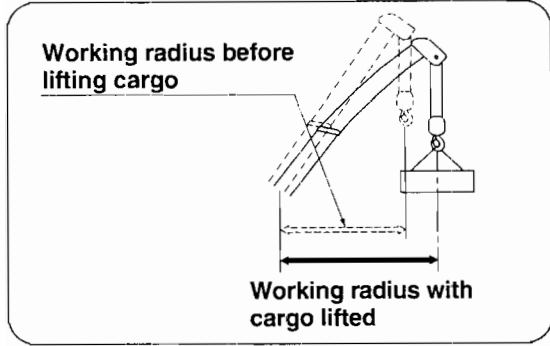 Working radius before
lifting cargo
Working radius with
cargo lifted